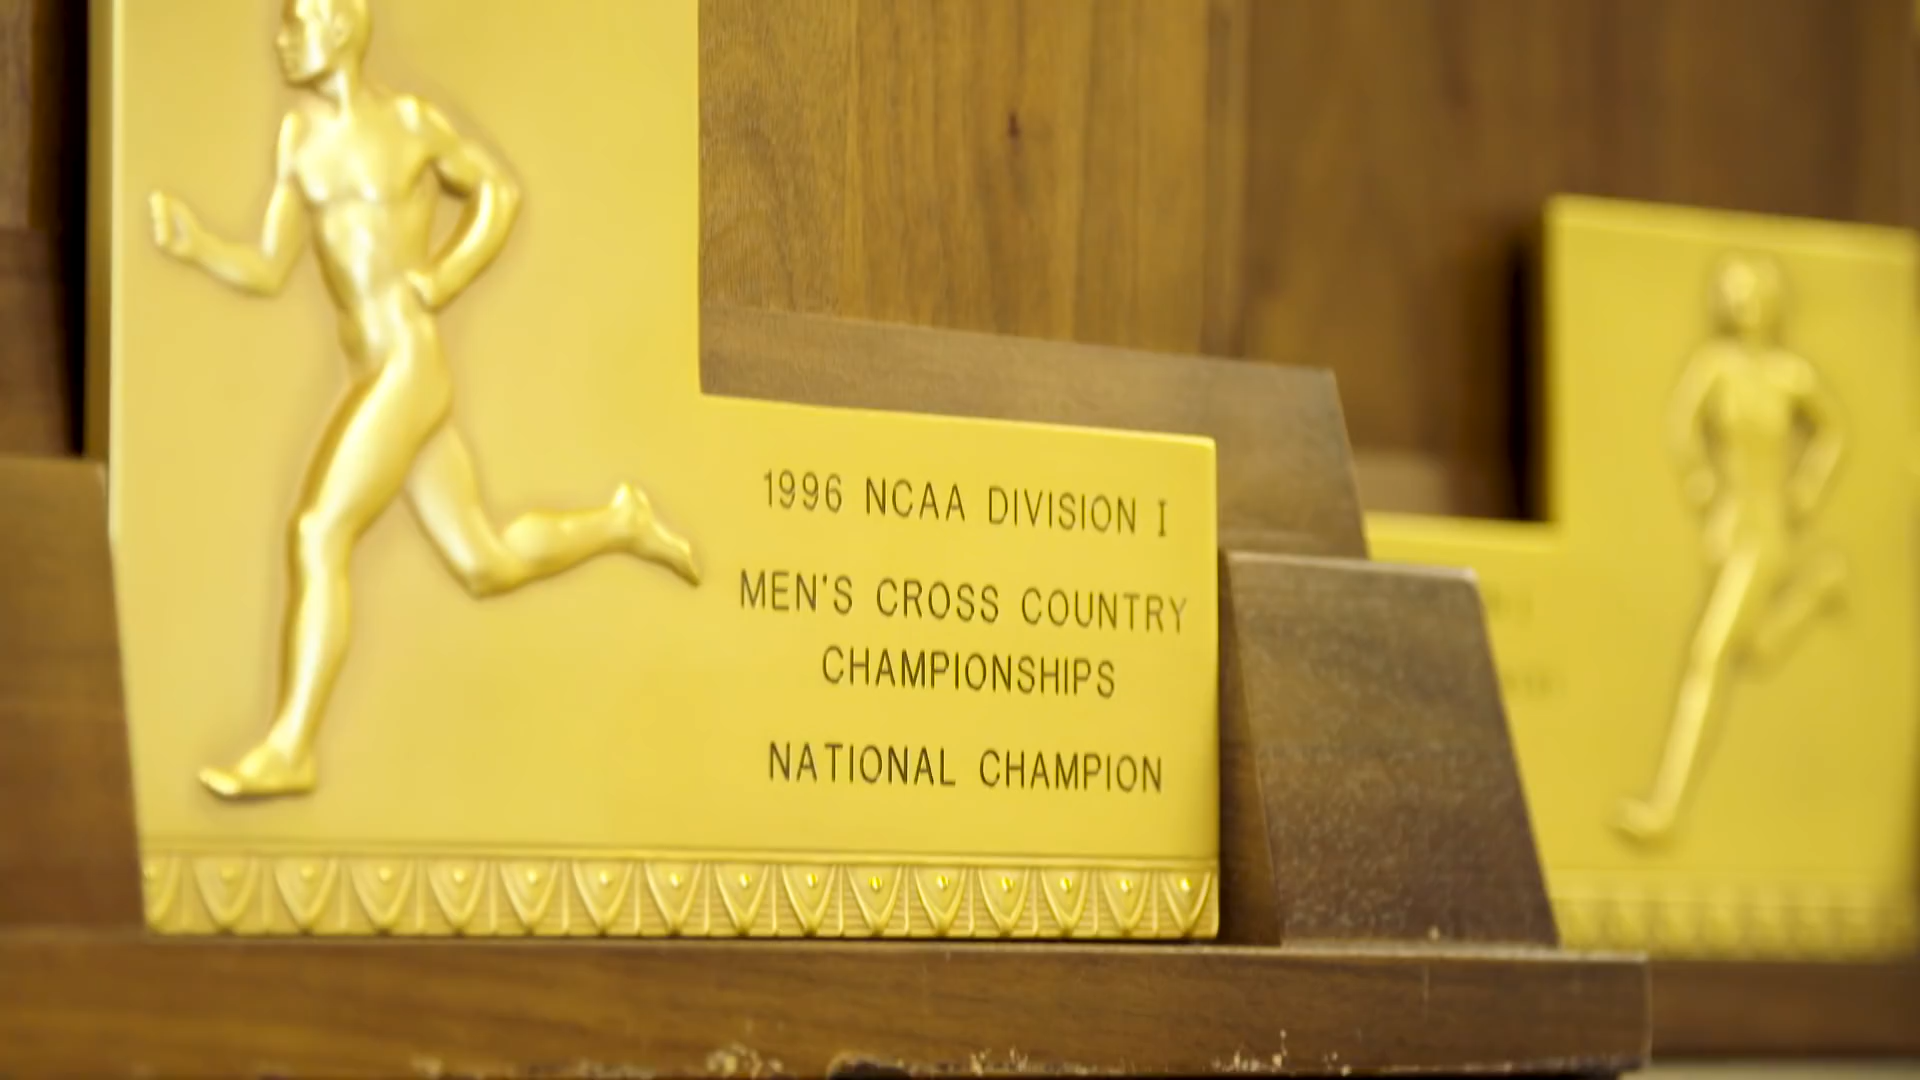 1996 NCAA DIVISION I
MEN'S CROSS COUNTRY
CHAMPIONSHIPS
NATIONAL CHAMPION